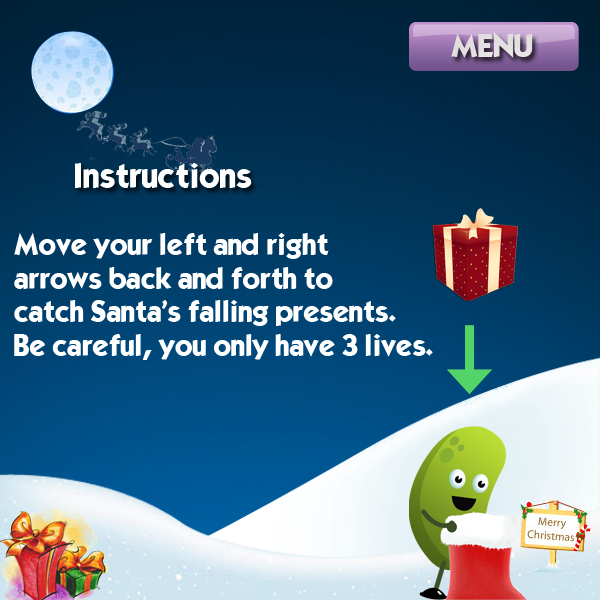 MENU
Instructions
Move your left and right
arrows back and forth to
catch Santa's falling presents.
Be careful, you only have 3 lives.
Merry
Christmas